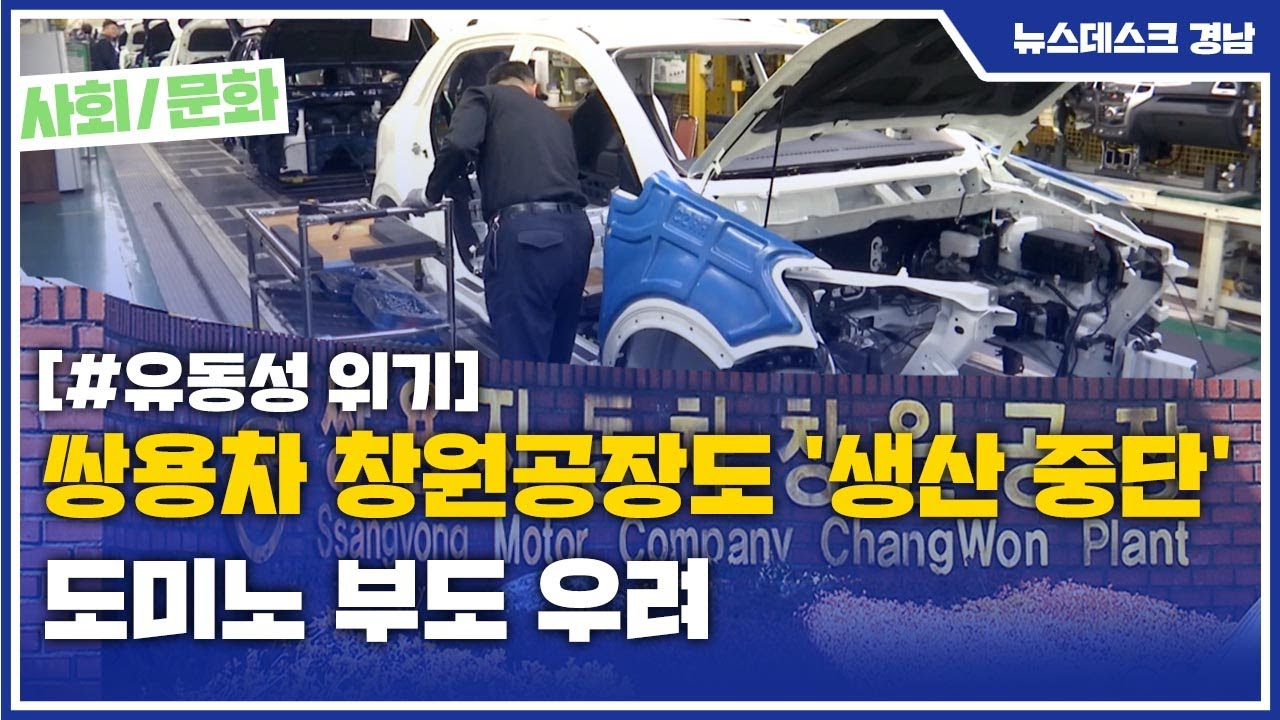 뉴스데스크 경남
사회/문화
[#유동성 위기]
쌍용차 창원공장도 '생산 중단'
Ssangyong Motor Company ChangWon Plant
도미노 부도 우려